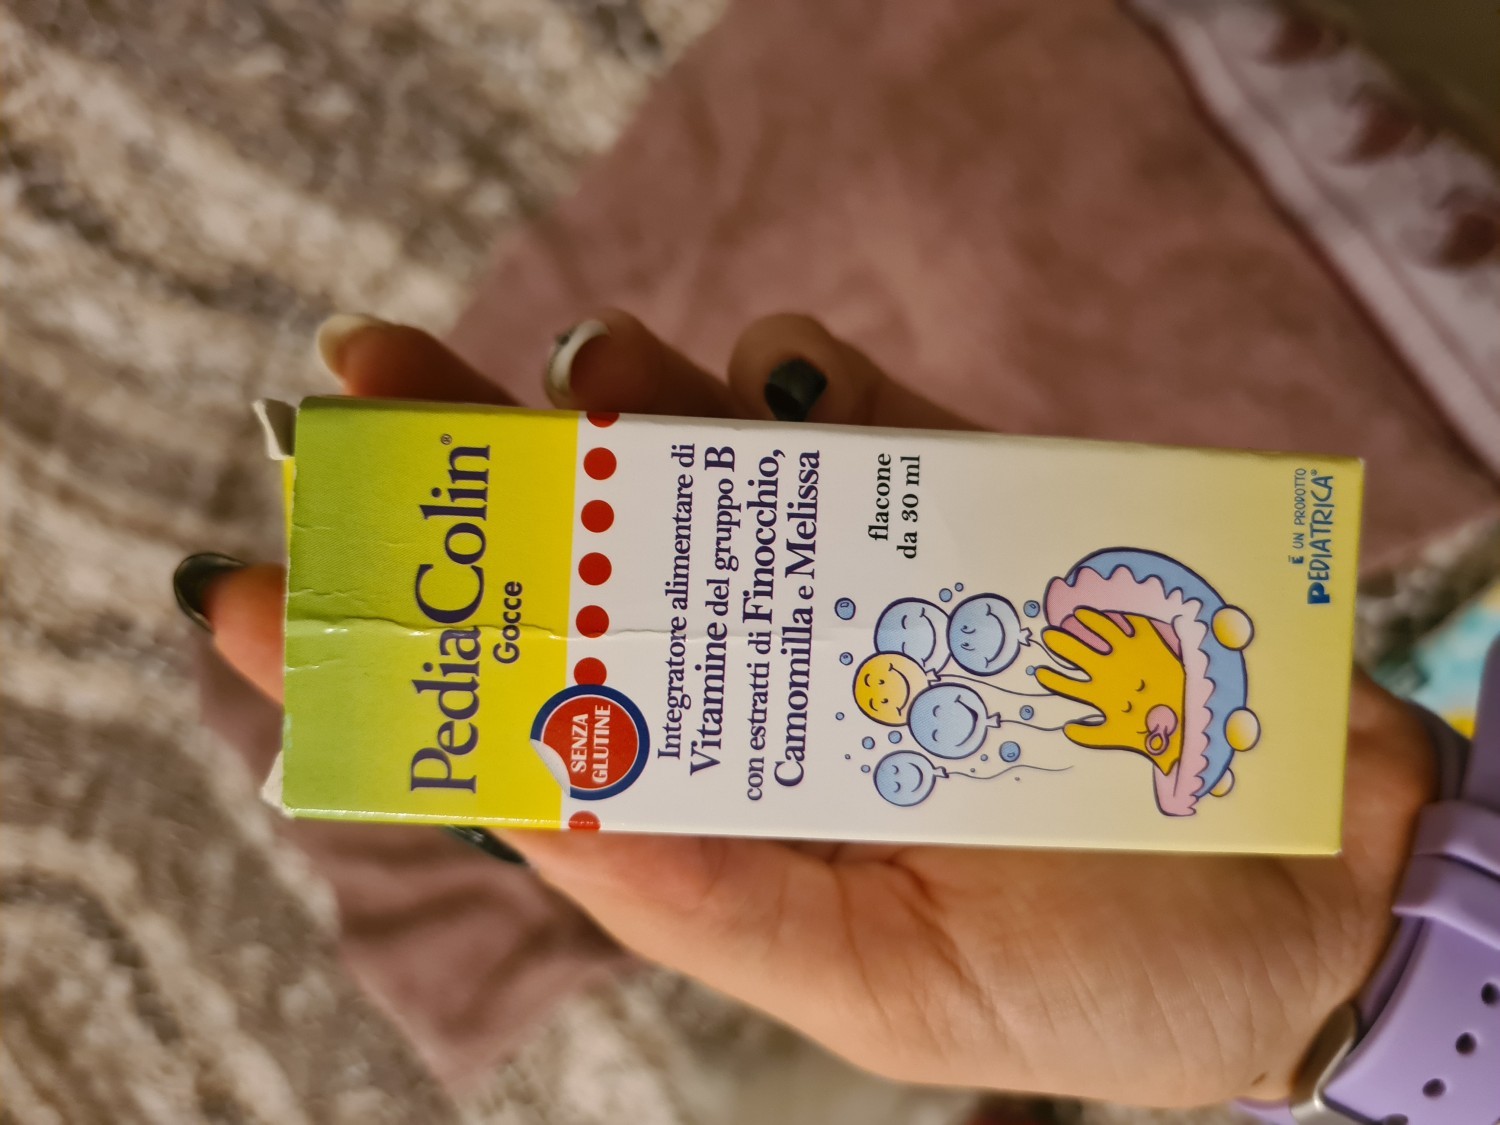 PediaColin®
Gocce
SENZA
GLUTINE
Integratore alimentare di
Vitamine del gruppo B
con estratti di Finocchio,
Camomilla e Melissa
flacone
da 30 ml
È UN PRODOTTO
PEDIATRICA®